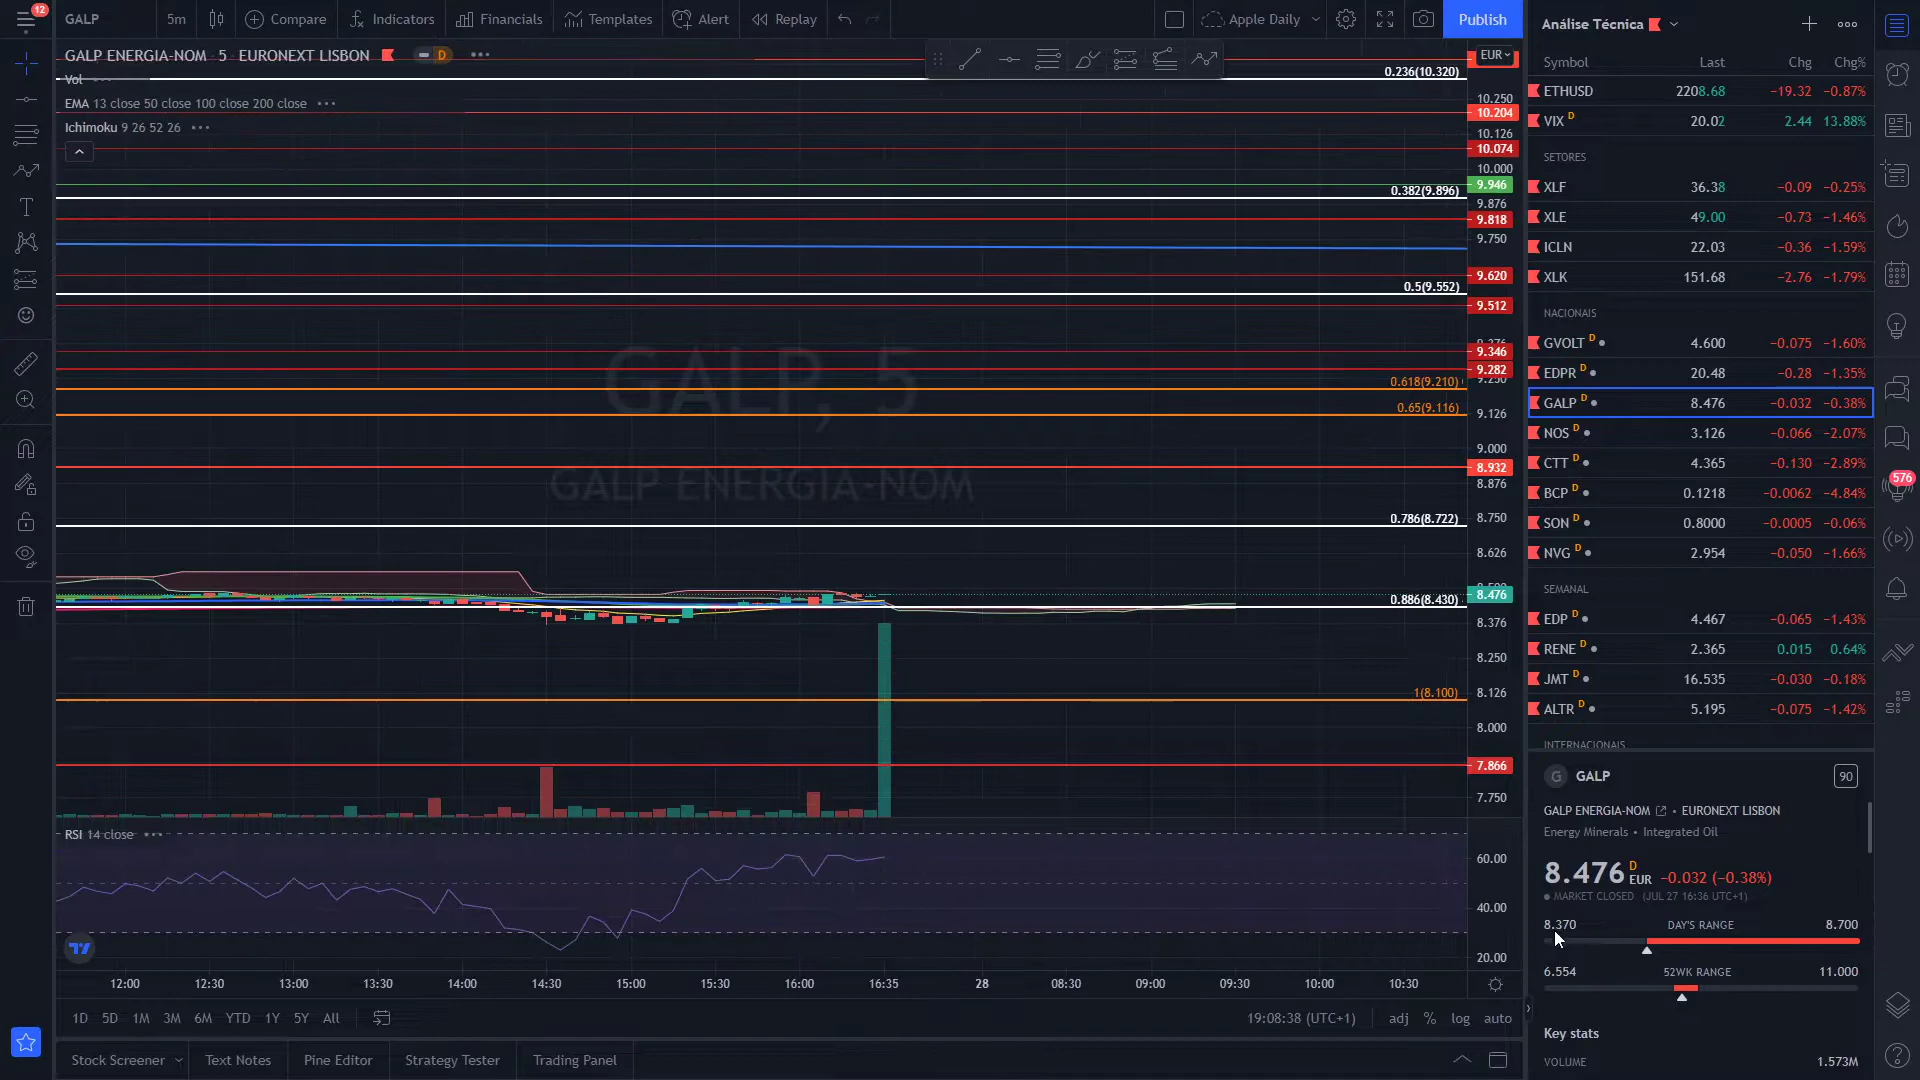 12
GALP 5m Compare Indicators Financials Templates Alert Replay Apple Daily Publish
GALP ENERGIA-NOM · 5 · EURONEXT LISBON D
Vol
EMA 13 close 50 close 100 close 200 close
Ichimoku 9 26 52 26
GALP, 5
GALP ENERGIA-NOM
0.236(10.320)
0.382(9.896)
0.5(9.552)
0.618(9.210)
0.65(9.116)
0.786(8.722)
0.886(8.430)
1(8.100)
EUR
10.250
10.204
10.126
10.074
10.000
9.946
9.876
9.818
9.750
9.620
9.512
9.346
9.282
9.250
9.126
9.000
8.932
8.876
8.750
8.626
8.476
8.376
8.250
8.126
8.000
7.866
7.750
RSI 14 close
60.00
40.00
20.00
12:00 12:30 13:00 13:30 14:00 14:30 15:00 15:30 16:00 16:35 28 08:30 09:00 09:30 10:00 10:30
1D 5D 1M 3M 6M YTD 1Y 5Y All 19:08:38 (UTC+1) adj % log auto
Stock Screener Text Notes Pine Editor Strategy Tester Trading Panel
Análise Técnica
Symbol Last Chg Chg%
ETHUSD 2208.68 −19.32 −0.87%
VIX D 20.02 2.44 13.88%
SETORES
XLF 36.38 −0.09 −0.25%
XLE 49.00 −0.73 −1.46%
ICLN 22.03 −0.36 −1.59%
XLK 151.68 −2.76 −1.79%
NACIONAIS
GVOLT D 4.600 −0.075 −1.60%
EDPR D 20.48 −0.28 −1.35%
GALP D 8.476 −0.032 −0.38%
NOS D 3.126 −0.066 −2.07%
CTT D 4.365 −0.130 −2.89%
BCP D 0.1218 −0.0062 −4.84%
SON D 0.8000 −0.0005 −0.06%
NVG D 2.954 −0.050 −1.66%
SEMANAL
EDP D 4.467 −0.065 −1.43%
RENE D 2.365 0.015 0.64%
JMT D 16.535 −0.030 −0.18%
ALTR D 5.195 −0.075 −1.42%
INTERNACIONAIS
G GALP 90
GALP ENERGIA-NOM • EURONEXT LISBON
Energy Minerals • Integrated Oil
8.476 D EUR −0.032 (−0.38%)
MARKET CLOSED (JUL 27 16:36 UTC+1)
8.370 DAY'S RANGE 8.700
6.554 52WK RANGE 11.000
Key stats
VOLUME 1.573M
576